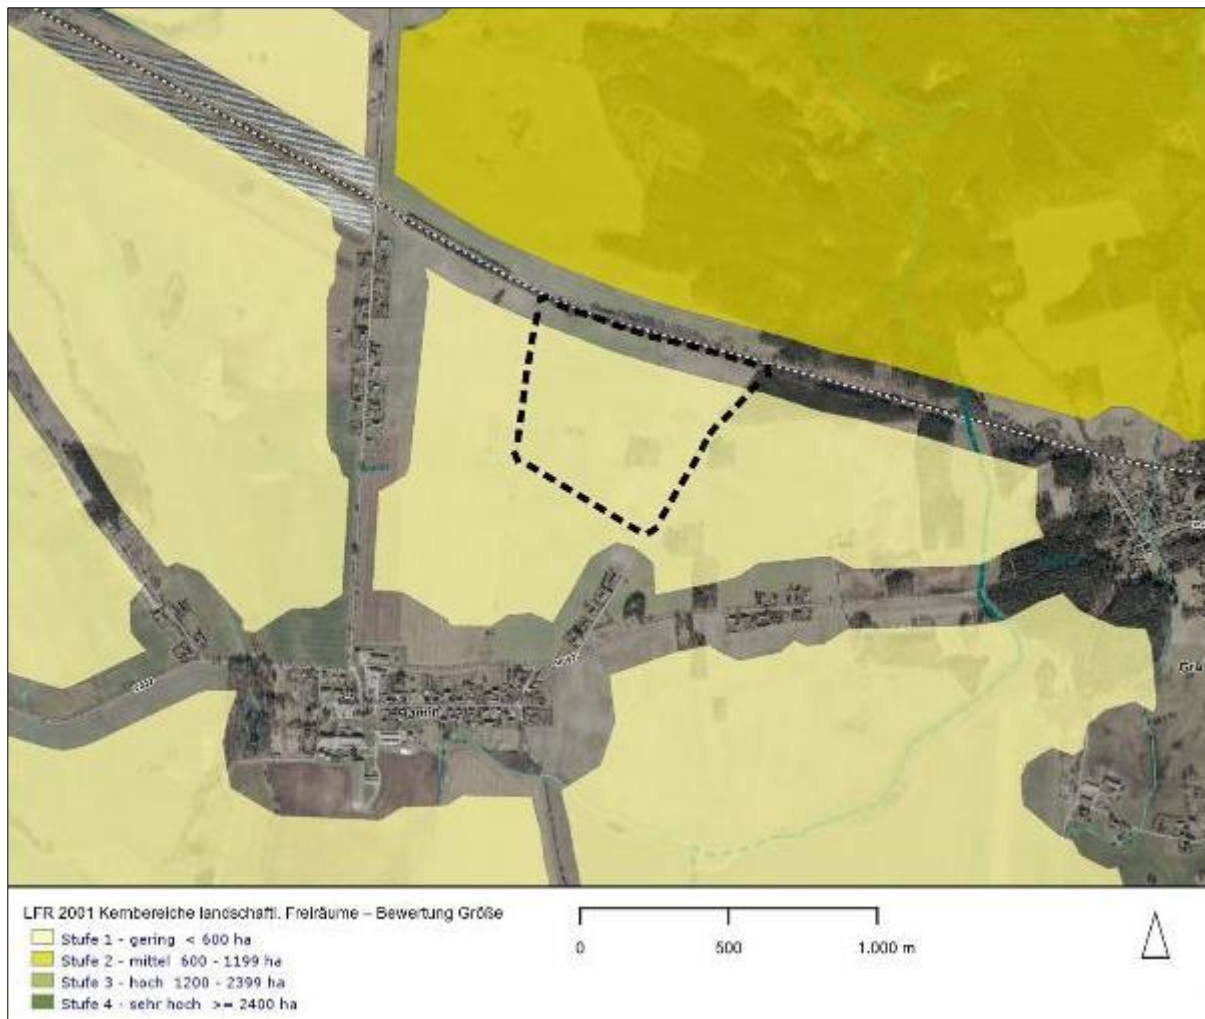 LFR 2001 Kernbereiche landschaftl. Freiräume – Bewertung Größe
Stufe 1 - gering < 600 ha
Stufe 2 - mittel 600 - 1199 ha
Stufe 3 - hoch 1200 - 2399 ha
Stufe 4 - sehr hoch >= 2400 ha
0 500 1.000 m